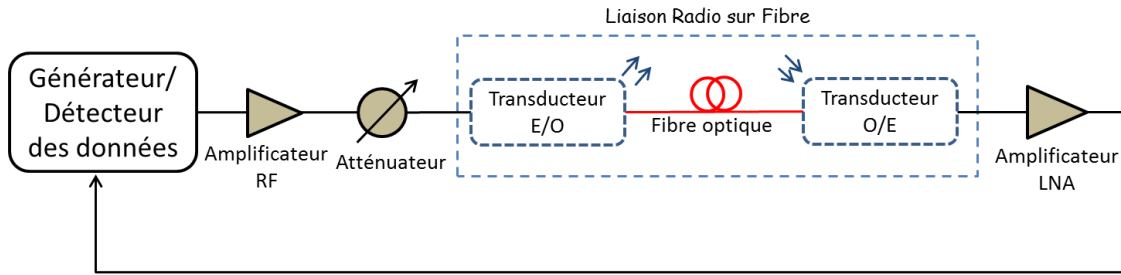 Liaison Radio sur Fibre
Générateur/
Détecteur
des données
Amplificateur
RF
Atténuateur
Transducteur
E/O
Fibre optique
Transducteur
O/E
Amplificateur
LNA